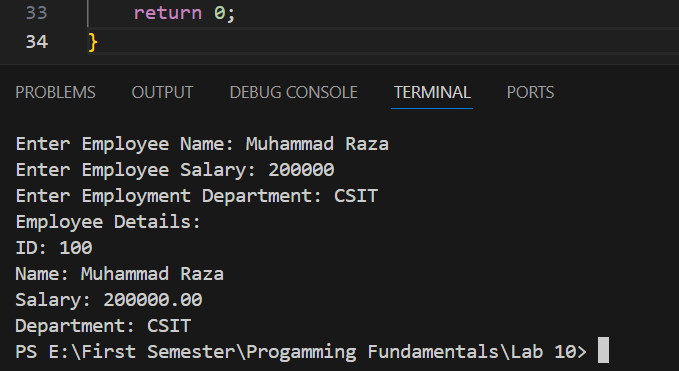 33 return 0;
34 }
PROBLEMS OUTPUT DEBUG CONSOLE TERMINAL PORTS
Enter Employee Name: Muhammad Raza
Enter Employee Salary: 200000
Enter Employment Department: CSIT
Employee Details:
ID: 100
Name: Muhammad Raza
Salary: 200000.00
Department: CSIT
PS E:\First Semester\Progamming Fundamentals\Lab 10>